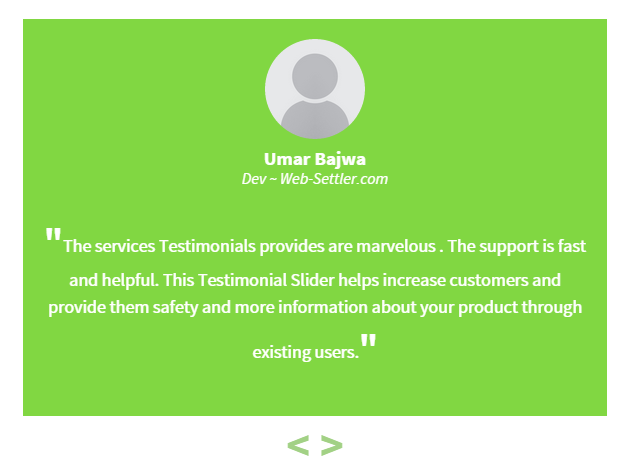 Umar Bajwa
Dev ~ Web-Settler.com
"The services Testimonials provides are marvelous . The support is fast
and helpful. This Testimonial Slider helps increase customers and
provide them safety and more information about your product through
existing users."
< >